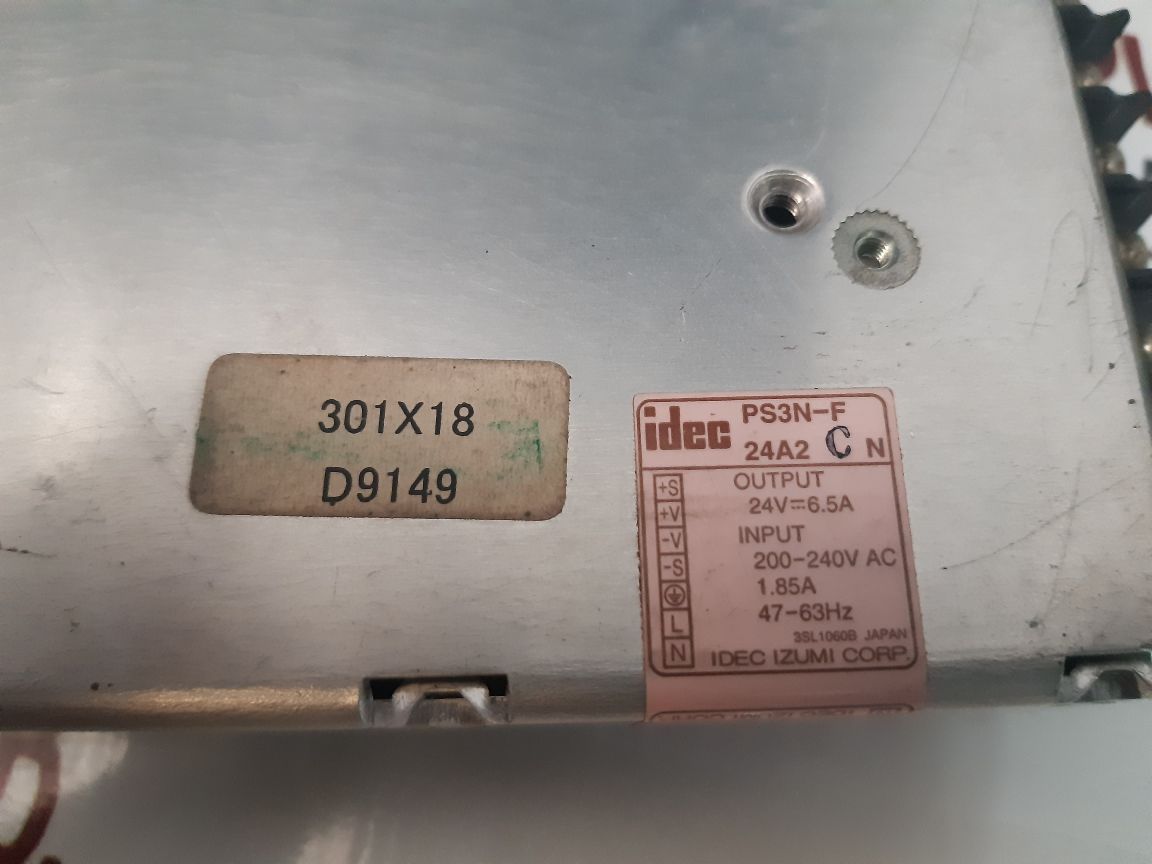 301X18
D9149
idec PS3N-F
24A2 C N
OUTPUT
+S
24V⎓6.5A
+V
INPUT
-V
200-240V AC
-S
1.85A
47-63Hz
L
3SL1060B JAPAN
N
IDEC IZUMI CORP.